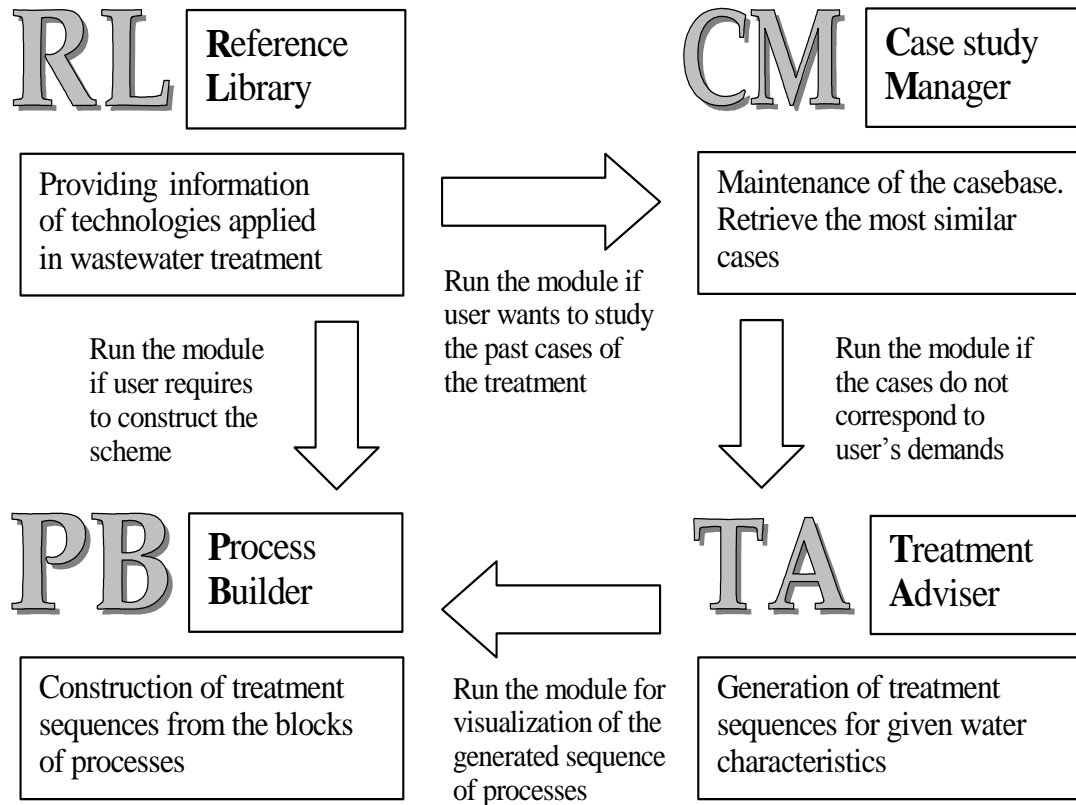 RL
Reference
Library
Providing information
of technologies applied
in wastewater treatment
CM
Case study
Manager
Maintenance of the casebase.
Retrieve the most similar
cases
Run the module if
user wants to study
the past cases of
the treatment
Run the module
if user requires
to construct the
scheme
Run the module if
the cases do not
correspond to
user's demands
PB
Process
Builder
Construction of treatment
sequences from the blocks
of processes
TA
Treatment
Adviser
Generation of treatment
sequences for given water
characteristics
Run the module for
visualization of the
generated sequence
of processes